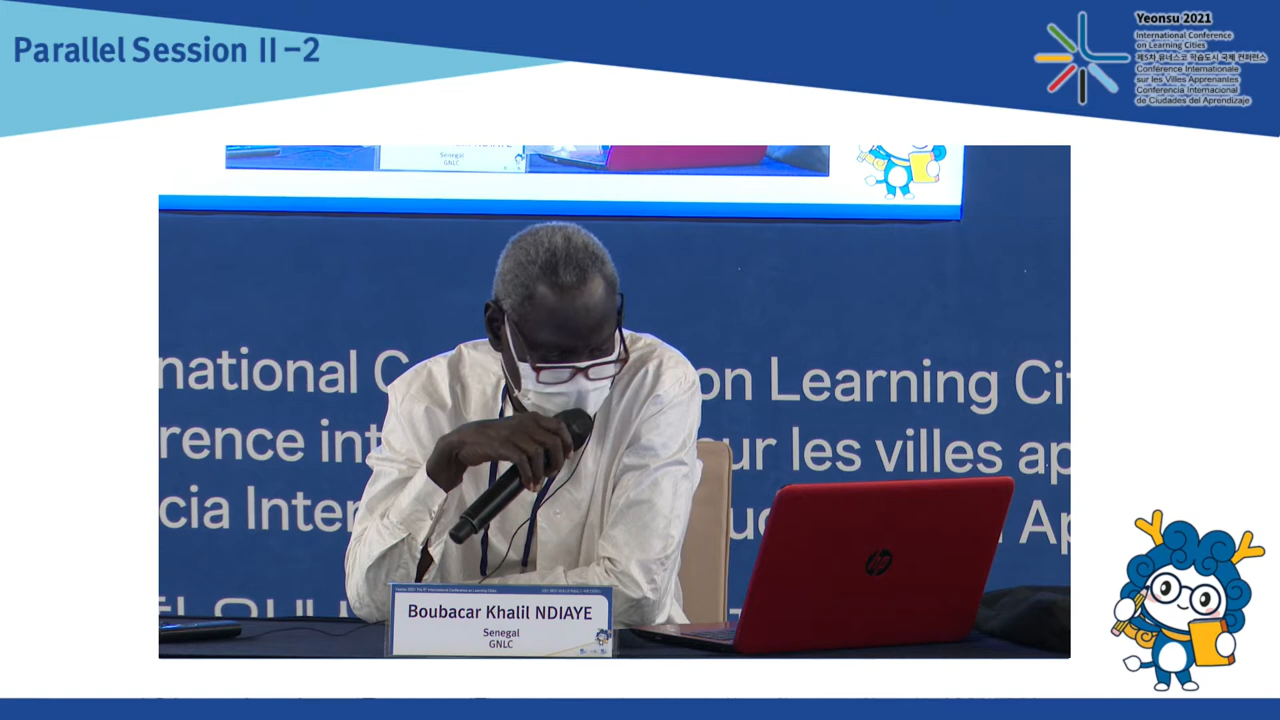 Parallel Session II-2
Yeonsu 2021
International Conference
on Learning Cities
제5차 유네스코 학습도시 국제 컨퍼런스
Conférence Internationale
sur les Villes Apprenantes
Conferencia Internacional
de Ciudades del Aprendizaje
Senegal
GNLC
national C on Learning Cit
rence int ur les villes ap
cia Inter Ap
hp
Boubacar Khalil NDIAYE
Senegal
GNLC